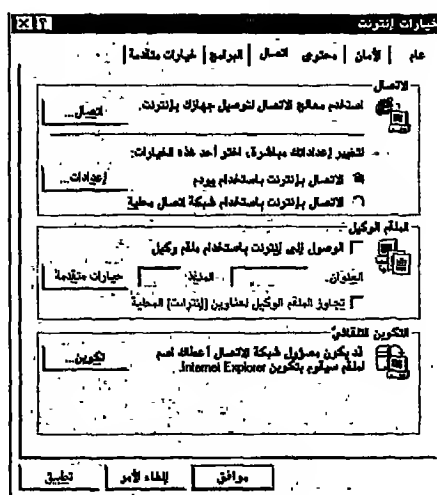 خيارات إنترنت
عام | الأمان | محتوى | اتصال | البرامج | خيارات متقدمة
الاتصال
استخدم معالج الاتصال لتوصيل جهازك بإنترنت.
اتصل...
لتغيير إعداداتك مباشرة، اختر أحد هذه الخيارات:
الاتصال بإنترنت باستخدام مودم
إعدادات...
الاتصال بإنترنت باستخدام شبكة اتصال محلية
الملقم الوكيل
الوصول إلى إنترنت باستخدام ملقم وكيل
العنوان: المنفذ: خيارات متقدمة
تجاوز الملقم الوكيل لعناوين (إنترانت) المحلية
التكوين التلقائي
قد يكون مسؤول شبكة الاتصال أعطاك اسم
لملقم سيقوم بتكوين Internet Explorer.
تكوين...
موافق إلغاء الأمر تطبيق